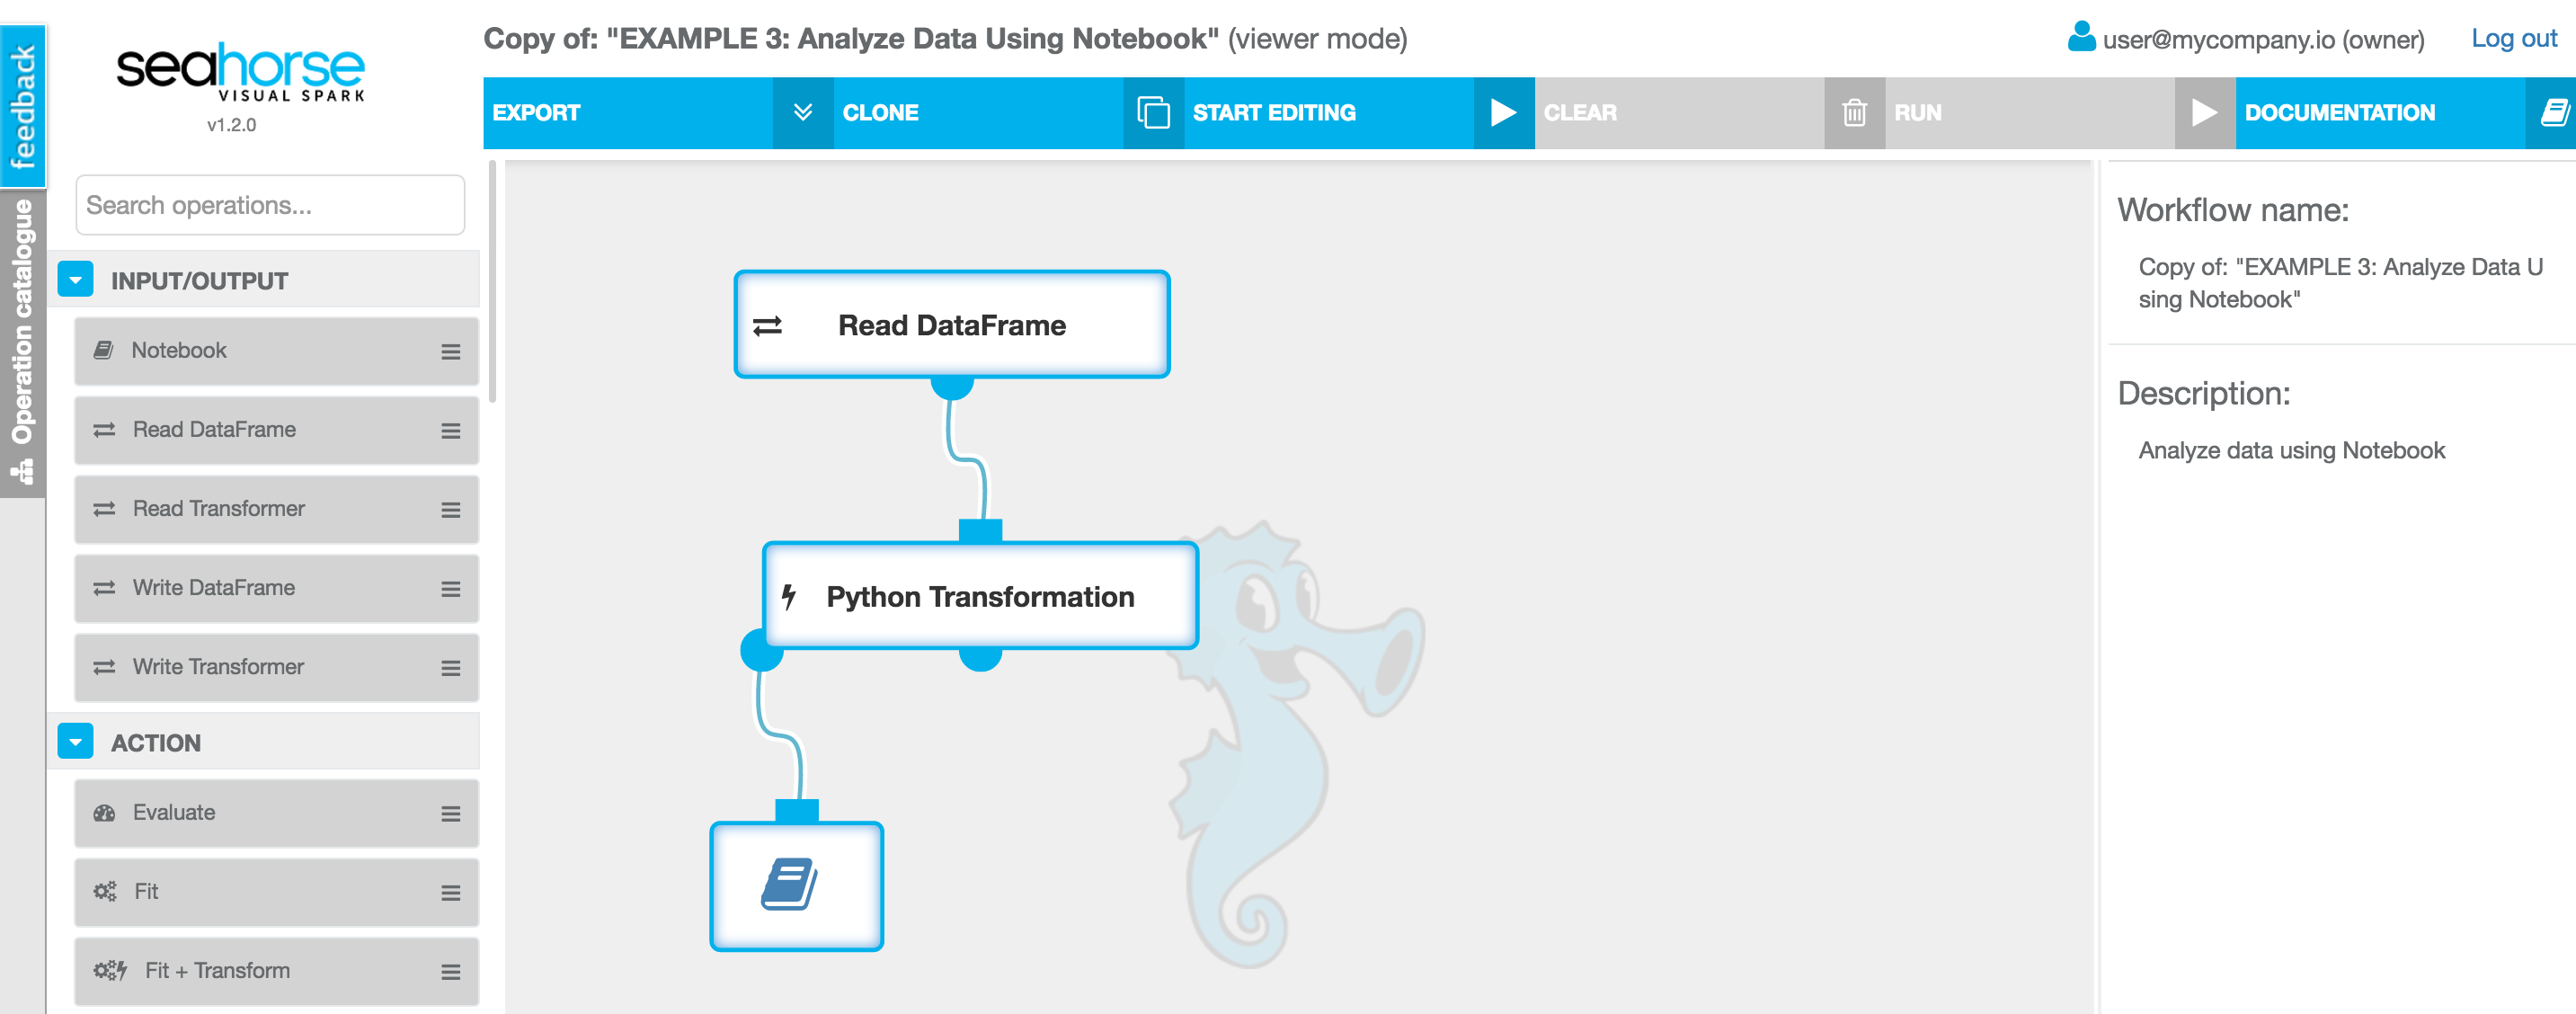 feedback
Operation catalogue
seahorse
VISUAL SPARK
v1.2.0
Copy of: "EXAMPLE 3: Analyze Data Using Notebook" (viewer mode)
user@mycompany.io (owner)
Log out
EXPORT
CLONE
START EDITING
CLEAR
RUN
DOCUMENTATION
Search operations...
INPUT/OUTPUT
Notebook
Read DataFrame
Read Transformer
Write DataFrame
Write Transformer
ACTION
Evaluate
Fit
Fit + Transform
Read DataFrame
Python Transformation
Workflow name:
Copy of: "EXAMPLE 3: Analyze Data U
sing Notebook"
Description:
Analyze data using Notebook